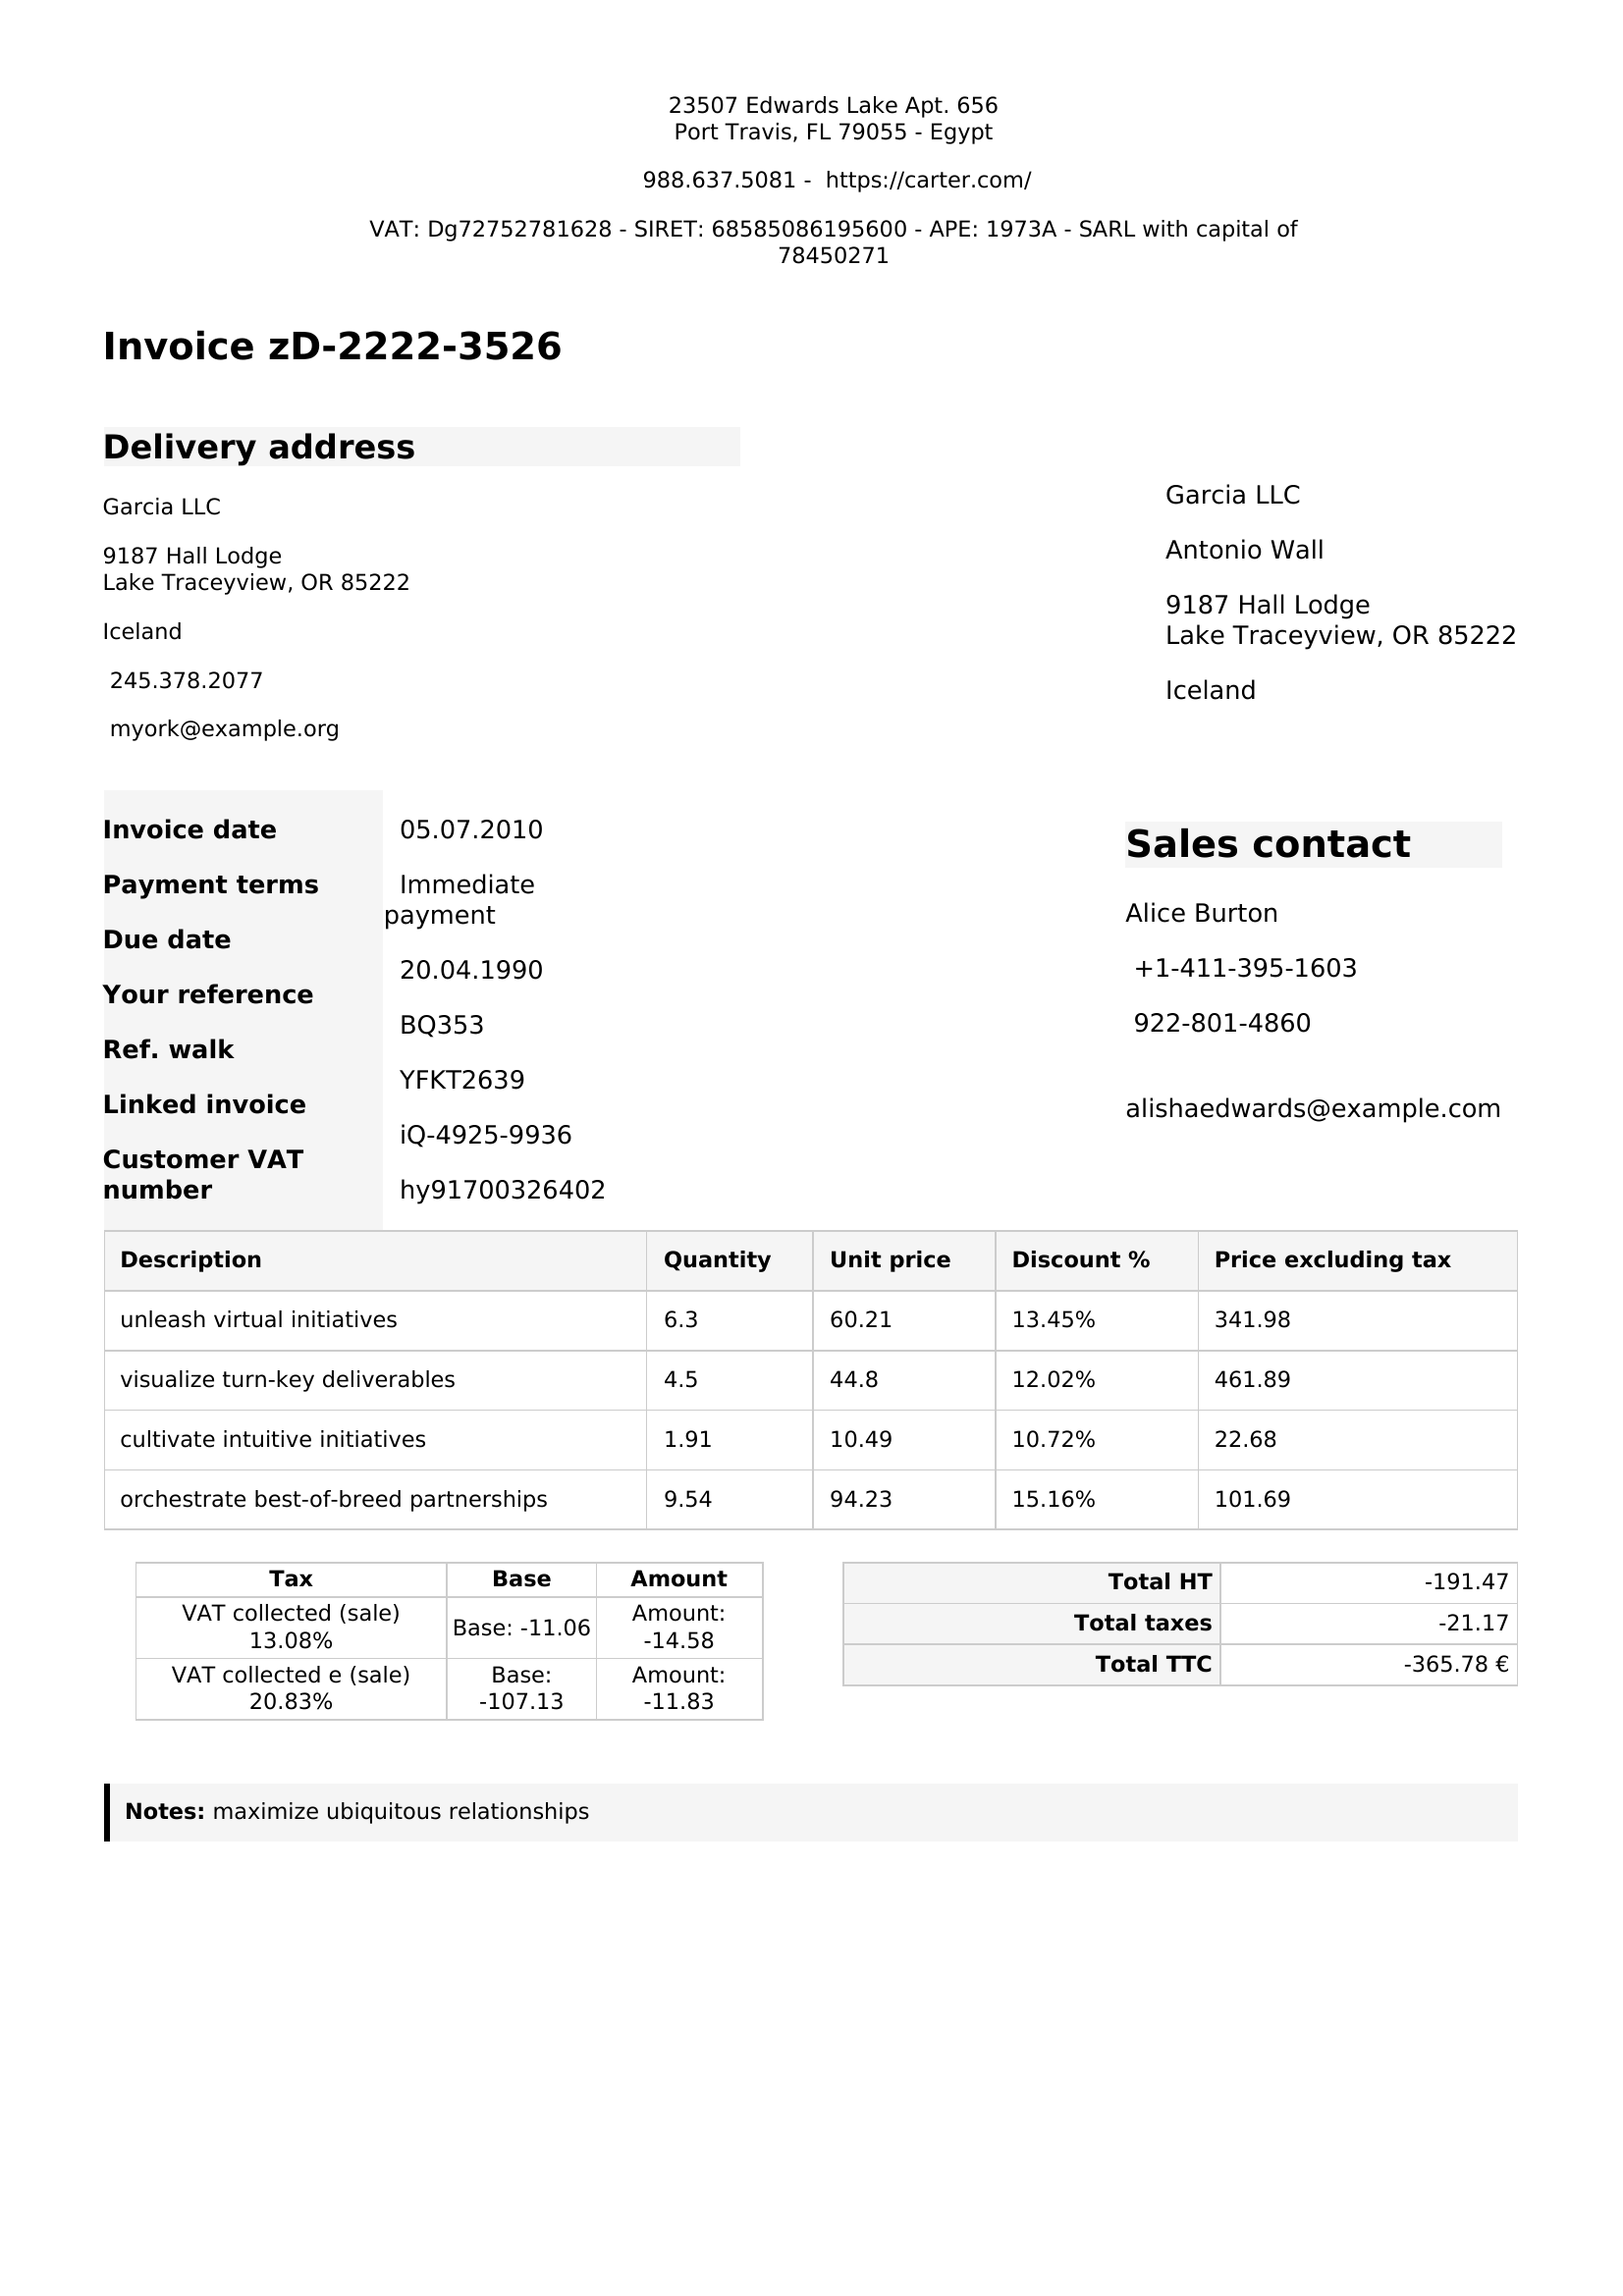 23507 Edwards Lake Apt. 656
Port Travis, FL 79055 - Egypt
988.637.5081 - https://carter.com/
VAT: Dg72752781628 - SIRET: 68585086195600 - APE: 1973A - SARL with capital of
78450271
Invoice zD-2222-3526
Delivery address
Garcia LLC
9187 Hall Lodge
Lake Traceyview, OR 85222
Iceland
245.378.2077
myork@example.org
Garcia LLC
Antonio Wall
9187 Hall Lodge
Lake Traceyview, OR 85222
Iceland
Invoice date 05.07.2010
Payment terms Immediate
payment
Due date 20.04.1990
Your reference BQ353
Ref. walk YFKT2639
Linked invoice iQ-4925-9936
Customer VAT
number hy91700326402
Sales contact
Alice Burton
+1-411-395-1603
922-801-4860
alishaedwards@example.com
Description Quantity Unit price Discount % Price excluding tax
unleash virtual initiatives 6.3 60.21 13.45% 341.98
visualize turn-key deliverables 4.5 44.8 12.02% 461.89
cultivate intuitive initiatives 1.91 10.49 10.72% 22.68
orchestrate best-of-breed partnerships 9.54 94.23 15.16% 101.69
Tax Base Amount
VAT collected (sale)
13.08% Base: -11.06 Amount:
-14.58
VAT collected e (sale)
20.83% Base:
-107.13 Amount:
-11.83
Total HT -191.47
Total taxes -21.17
Total TTC -365.78 €
Notes: maximize ubiquitous relationships